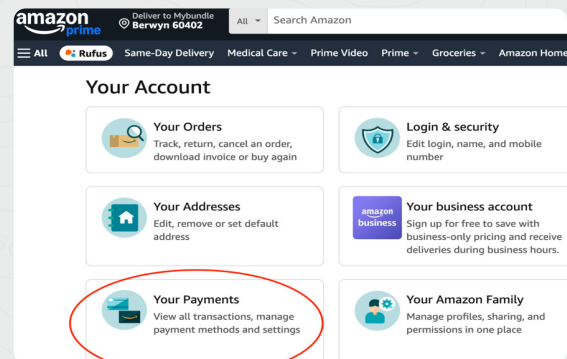 amazon
prime
Deliver to Mybundle
Berwyn 60402
All
Search Amazon
All
Rufus
Same-Day Delivery
Medical Care
Prime Video
Prime
Groceries
Amazon Home
Your Account
Your Orders
Track, return, cancel an order,
download invoice or buy again
Login & security
Edit login, name, and mobile
number
Your Addresses
Edit, remove or set default
address
amazon
business
Your business account
Sign up for free to save with
business-only pricing and receive
deliveries during business hours.
Your Payments
View all transactions, manage
payment methods and settings
Your Amazon Family
Manage profiles, sharing, and
permissions in one place